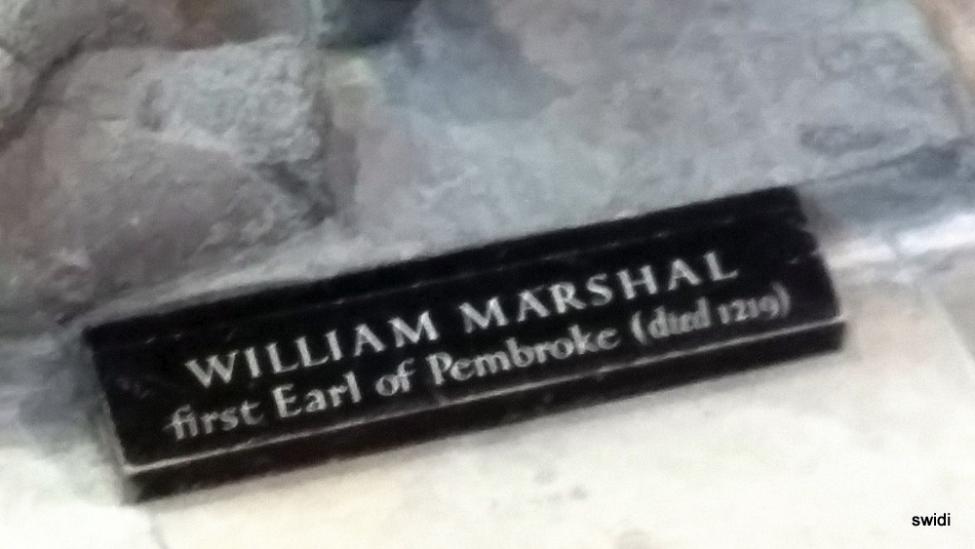 WILLIAM MARSHAL
first Earl of Pembroke (died 1219)
swidi